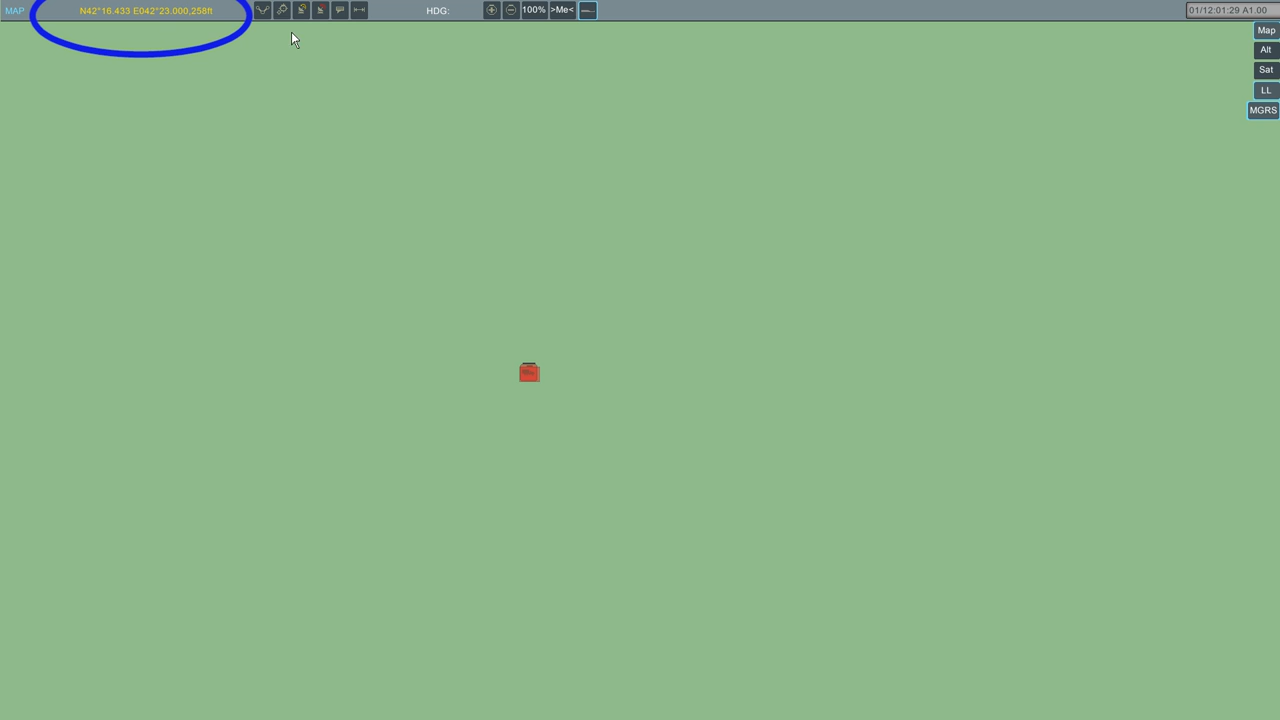 MAP N42°16.433 E042°23.000,258ft HDG: 100% >Me< 01/12:01:29 A1.00
Map
Alt
Sat
LL
MGRS